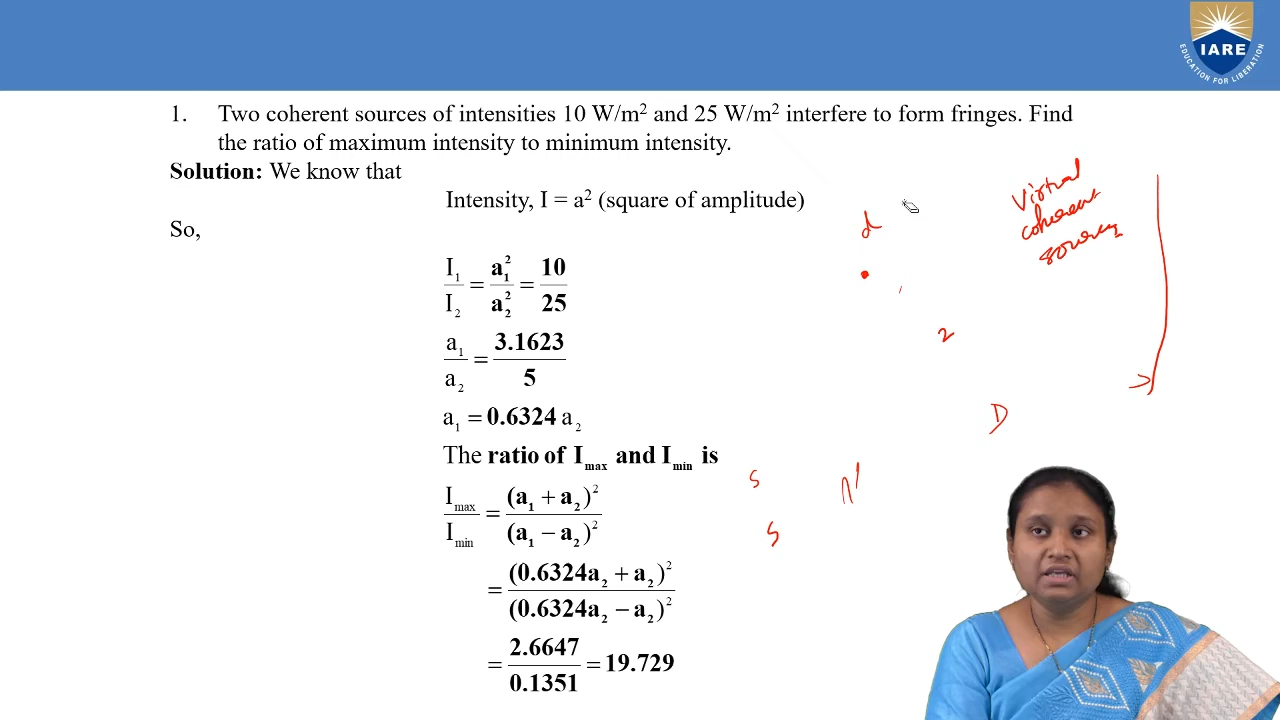 IARE
EDUCATION FOR LIBERATION
1. Two coherent sources of intensities 10 W/m² and 25 W/m² interfere to form fringes. Find
the ratio of maximum intensity to minimum intensity.
Solution: We know that
Intensity, I = a² (square of amplitude)
So,
I₁/I₂ = a₁²/a₂² = 10/25
a₁/a₂ = 3.1623/5
a₁ = 0.6324 a₂
The ratio of Iₘₐₓ and Iₘᵢₙ is
Iₘₐₓ/Iₘᵢₙ = (a₁ + a₂)²/(a₁ − a₂)²
= (0.6324a₂ + a₂)²/(0.6324a₂ − a₂)²
= 2.6647/0.1351 = 19.729
Virtual
coherent
sources
d
2
D
s
s